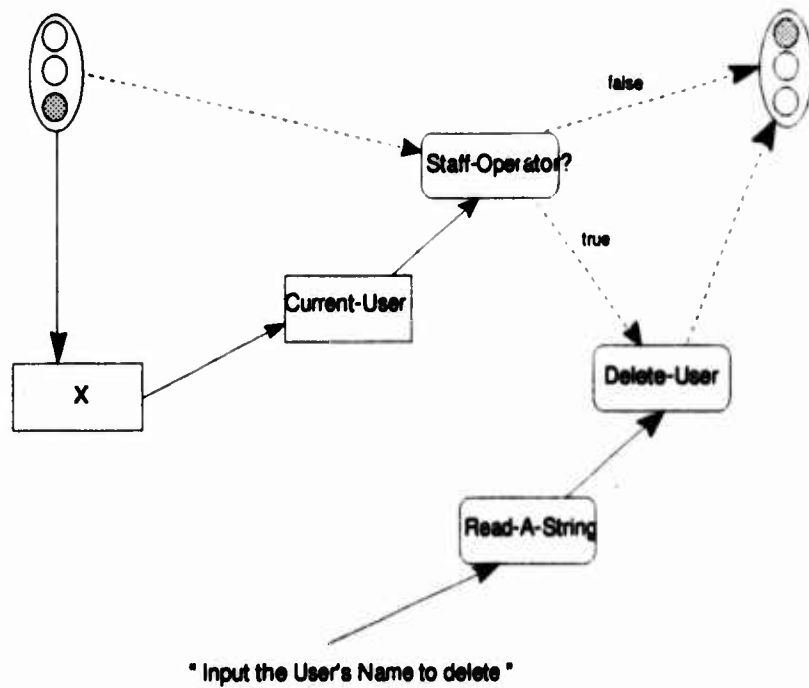 false
Staff-Operator?
true
Current-User
Delete-User
X
Read-A-String
" Input the User's Name to delete "